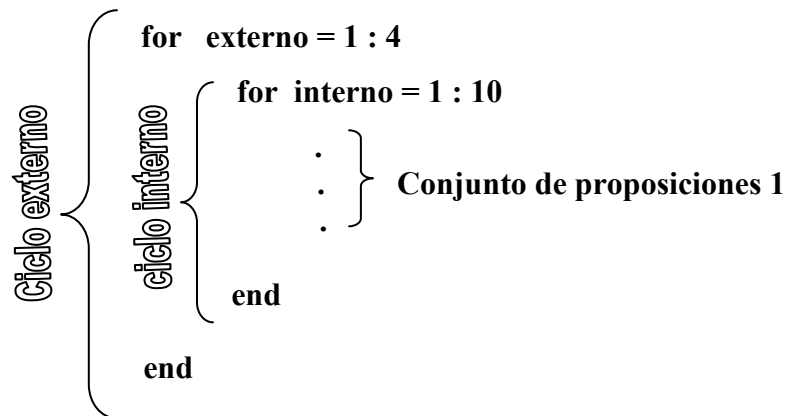 for externo = 1 : 4
Ciclo externo
for interno = 1 : 10
ciclo interno
.
.
.
Conjunto de proposiciones 1
end
end